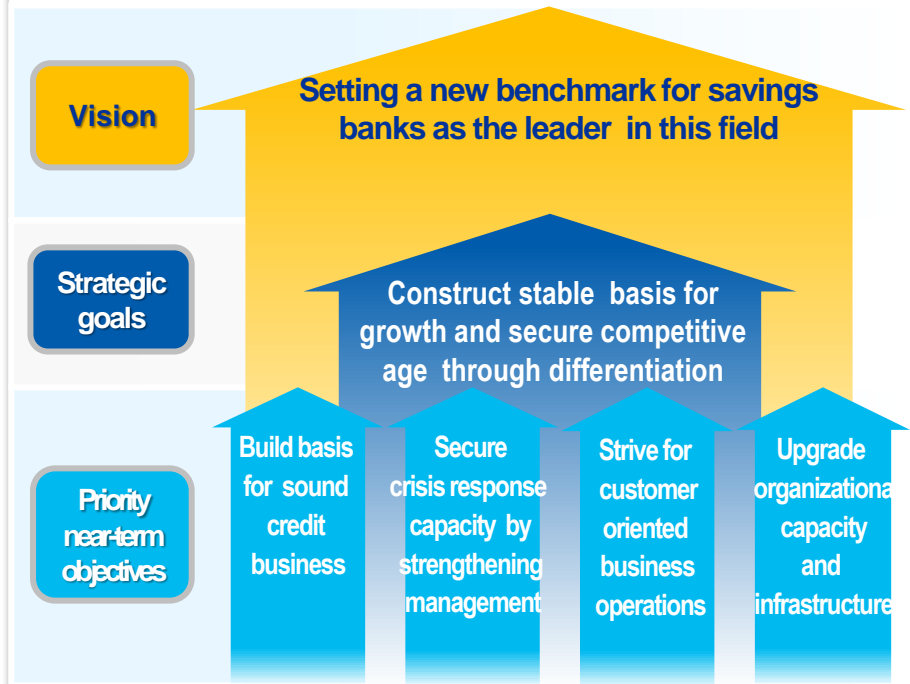 Vision
Setting a new benchmark for savings
banks as the leader in this field
Strategic
goals
Construct stable basis for
growth and secure competitive
age through differentiation
Priority
near-term
objectives
Build basis
for sound
credit
business
Secure
crisis response
capacity by
strengthening
management
Strive for
customer
oriented
business
operations
Upgrade
organizationa
capacity
and
infrastructure